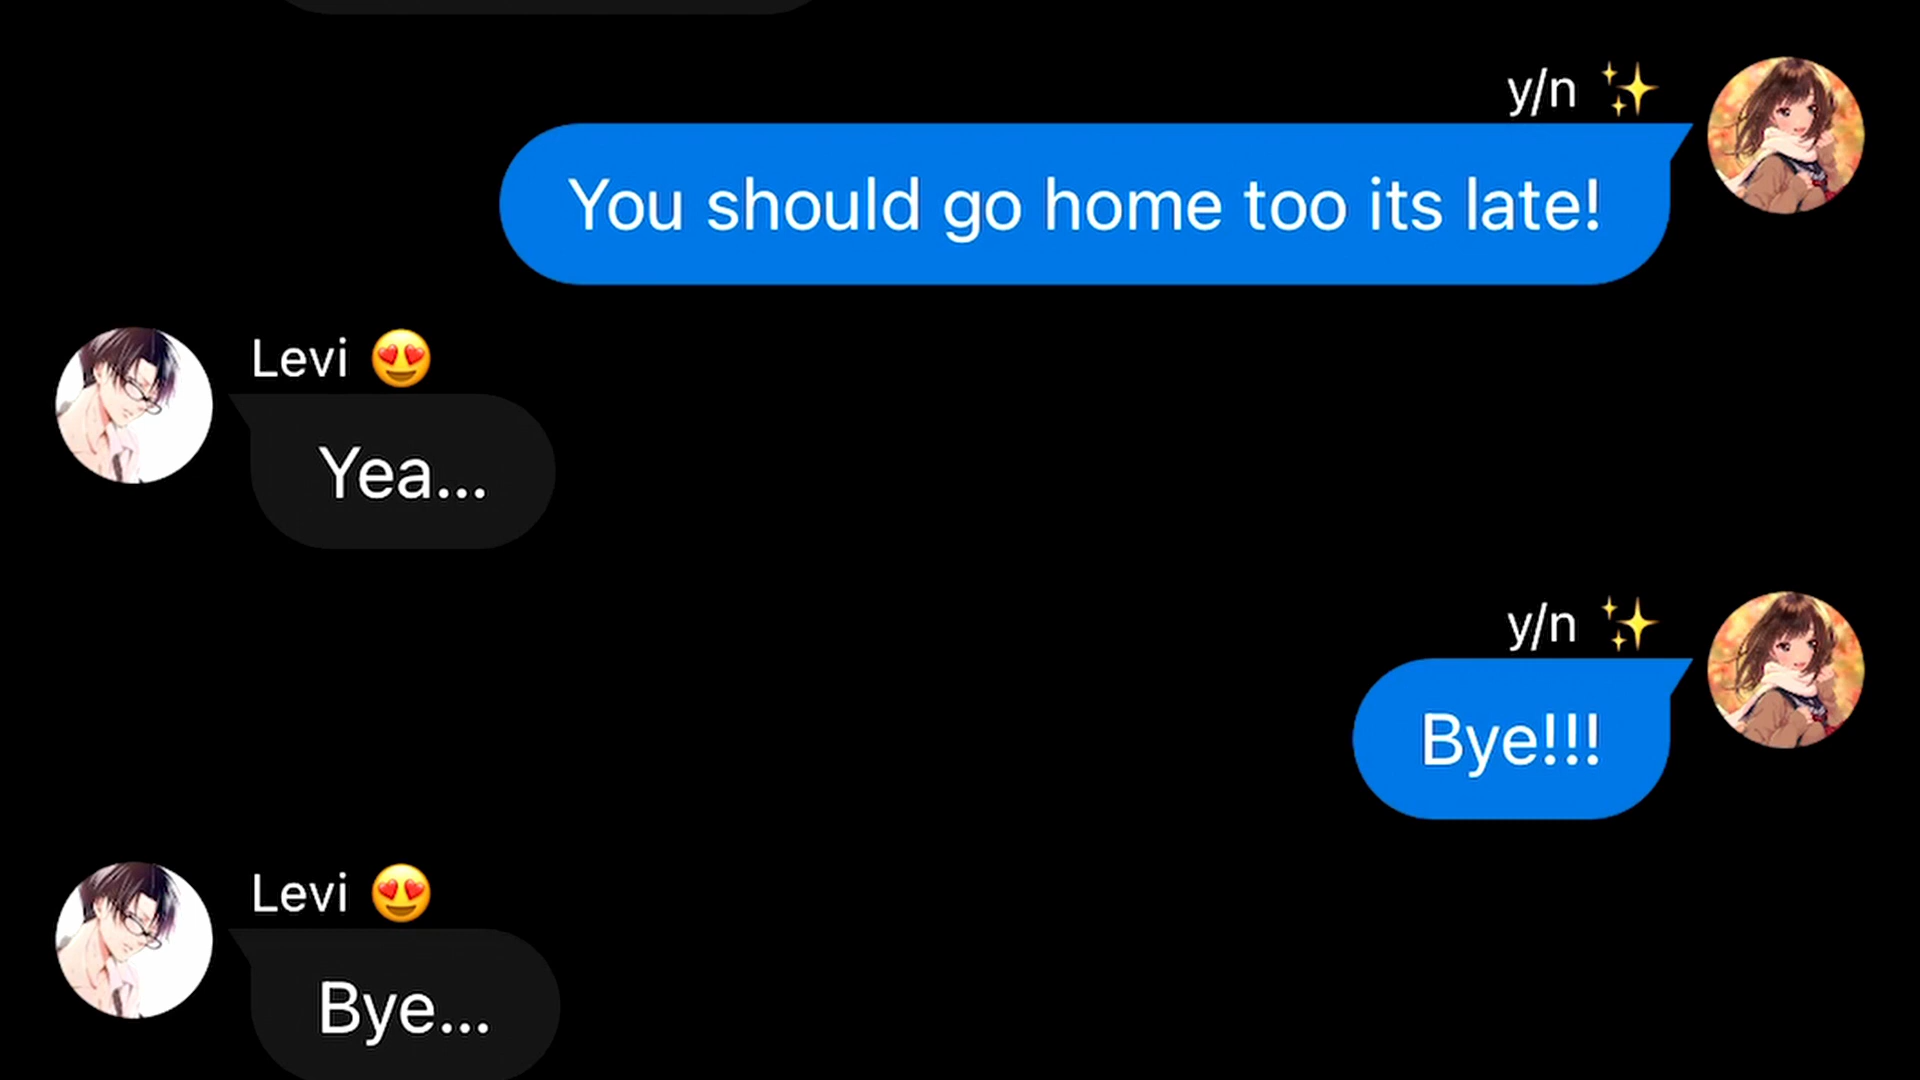 y/n ✨
You should go home too its late!
Levi 😍
Yea...
y/n ✨
Bye!!!
Levi 😍
Bye...